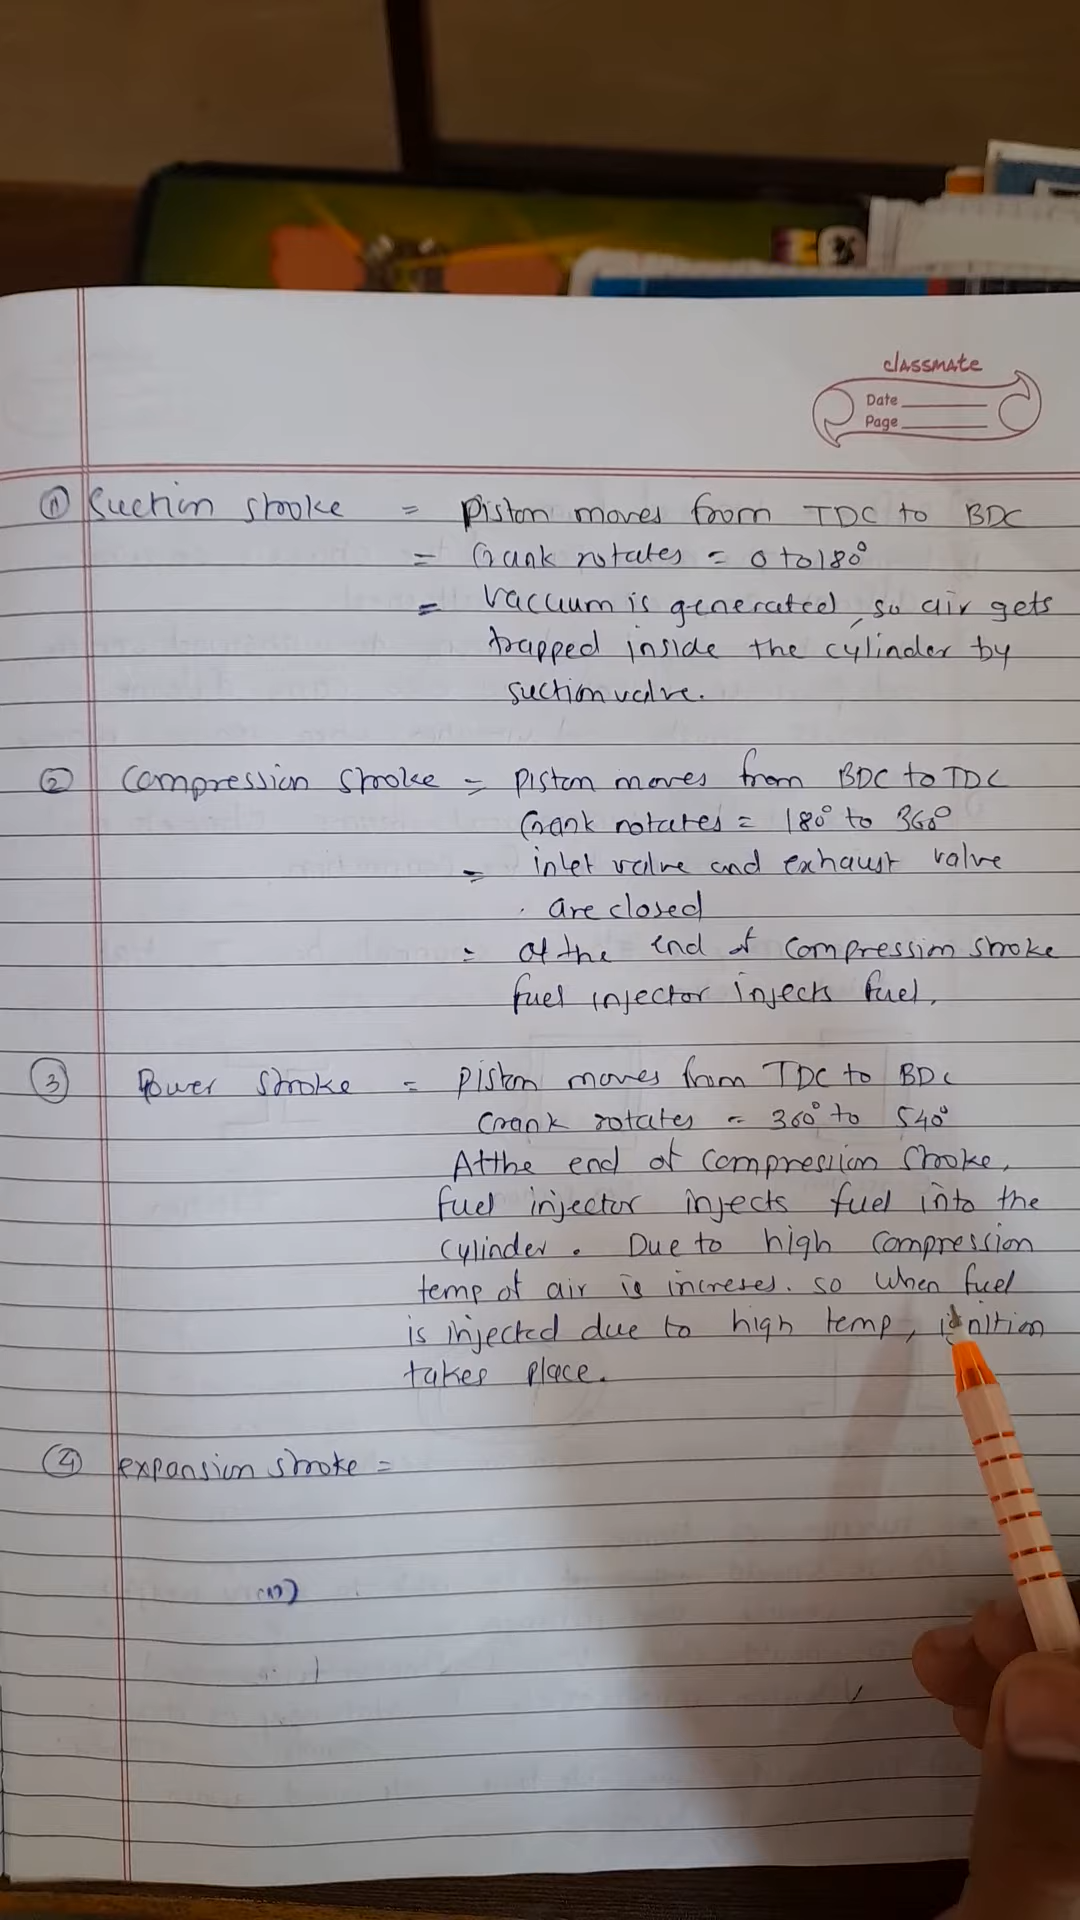 classmate
Date
Page
① Suction stroke = piston moves from TDC to BDC
= Crank rotates = 0 to 180°
= Vaccum is generated, so air gets
trapped inside the cylinder by
suction valve.
② Compression stroke = piston moves from BDC to TDC
Crank rotates = 180° to 360°
= inlet valve and exhaust valve
are closed
= at the end of compression stroke
fuel injector injects fuel.
③ Power stroke = piston moves from TDC to BDC
Crank rotates = 360° to 540°
At the end of compression stroke,
fuel injector injects fuel into the
cylinder. Due to high compression
temp of air is increses. so when fuel
is injected due to high temp, ignition
takes place.
④ expansion stroke =